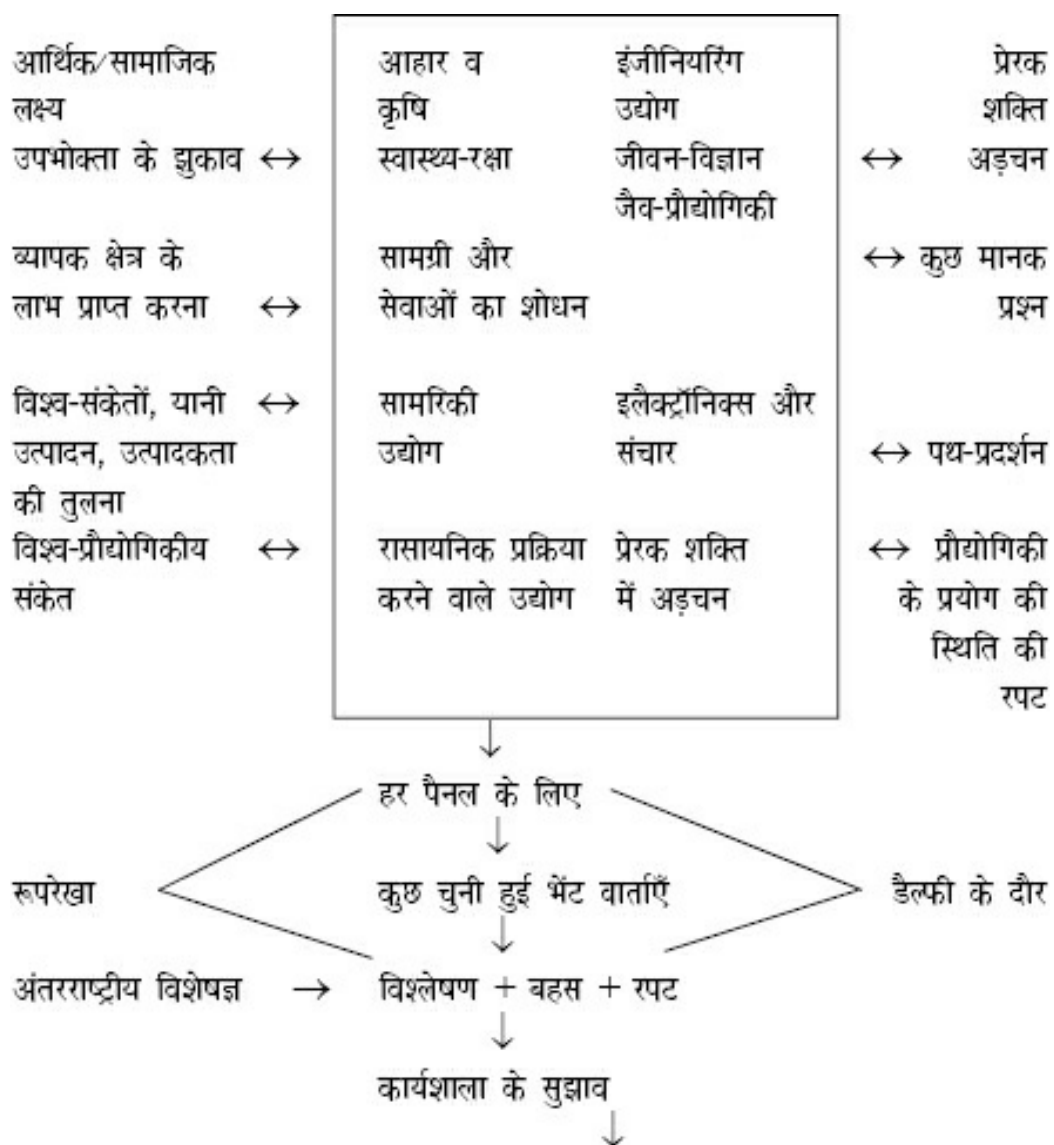 आर्थिक/सामाजिक आहार व इंजीनियरिंग प्रेरक
लक्ष्य कृषि उद्योग शक्ति
उपभोक्ता के झुकाव ↔ स्वास्थ्य-रक्षा जीवन-विज्ञान ↔ अड़चन
जैव-प्रौद्योगिकी
व्यापक क्षेत्र के सामग्री और ↔ कुछ मानक
लाभ प्राप्त करना ↔ सेवाओं का शोधन प्रश्न
विश्व-संकेतों, यानी ↔ सामरिकी इलैक्ट्रॉनिक्स और
उत्पादन, उत्पादकता उद्योग संचार ↔ पथ-प्रदर्शन
की तुलना
विश्व-प्रौद्योगिकीय ↔ रासायनिक प्रक्रिया प्रेरक शक्ति ↔ प्रौद्योगिकी
संकेत करने वाले उद्योग में अड़चन के प्रयोग की
स्थिति की
रपट
↓
हर पैनल के लिए
↓
रूपरेखा कुछ चुनी हुई भेंट वार्ताएँ डैल्फी के दौर
↓
अंतरराष्ट्रीय विशेषज्ञ → विश्लेषण + बहस + रपट
↓
कार्यशाला के सुझाव
↓